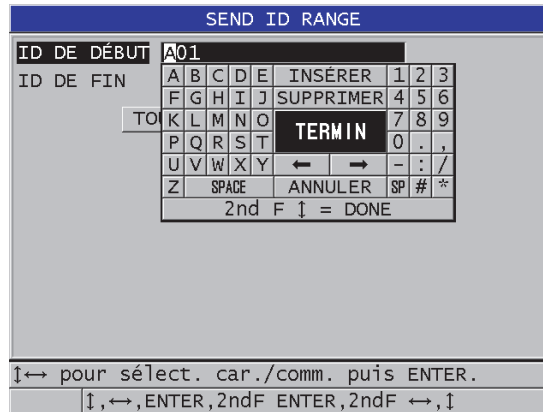 SEND ID RANGE
ID DE DÉBUT A01
ID DE FIN
TO
A B C D E INSÉRER 1 2 3
F G H I J SUPPRIMER 4 5 6
K L M N O TERMIN 7 8 9
P Q R S T 0 . ,
U V W X Y ← → - : /
Z SPACE ANNULER SP # *
2nd F ↕ = DONE
↕↔ pour sélect. car./comm. puis ENTER.
↕,↔,ENTER,2ndF ENTER,2ndF ↔,↕